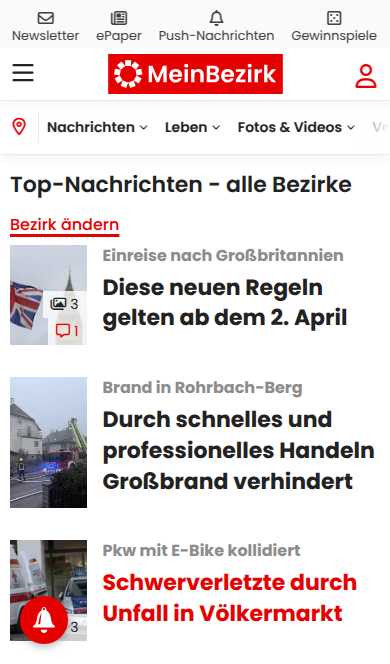 Newsletter ePaper Push-Nachrichten Gewinnspiele
MeinBezirk
Nachrichten Leben Fotos & Videos
Top-Nachrichten - alle Bezirke
Bezirk ändern
3
1
Einreise nach Großbritannien
Diese neuen Regeln
gelten ab dem 2. April
Brand in Rohrbach-Berg
Durch schnelles und
professionelles Handeln
Großbrand verhindert
3
Pkw mit E-Bike kollidiert
Schwerverletzte durch
Unfall in Völkermarkt